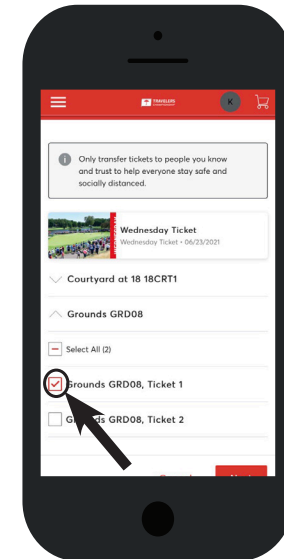 TRAVELERS
K
Only transfer tickets to people you know
and trust to help everyone stay safe and
socially distanced.
Wednesday Ticket
Wednesday Ticket • 06/23/2021
Courtyard at 18 18CRT1
Grounds GRD08
Select All (2)
Grounds GRD08, Ticket 1
GRD08, Ticket 2